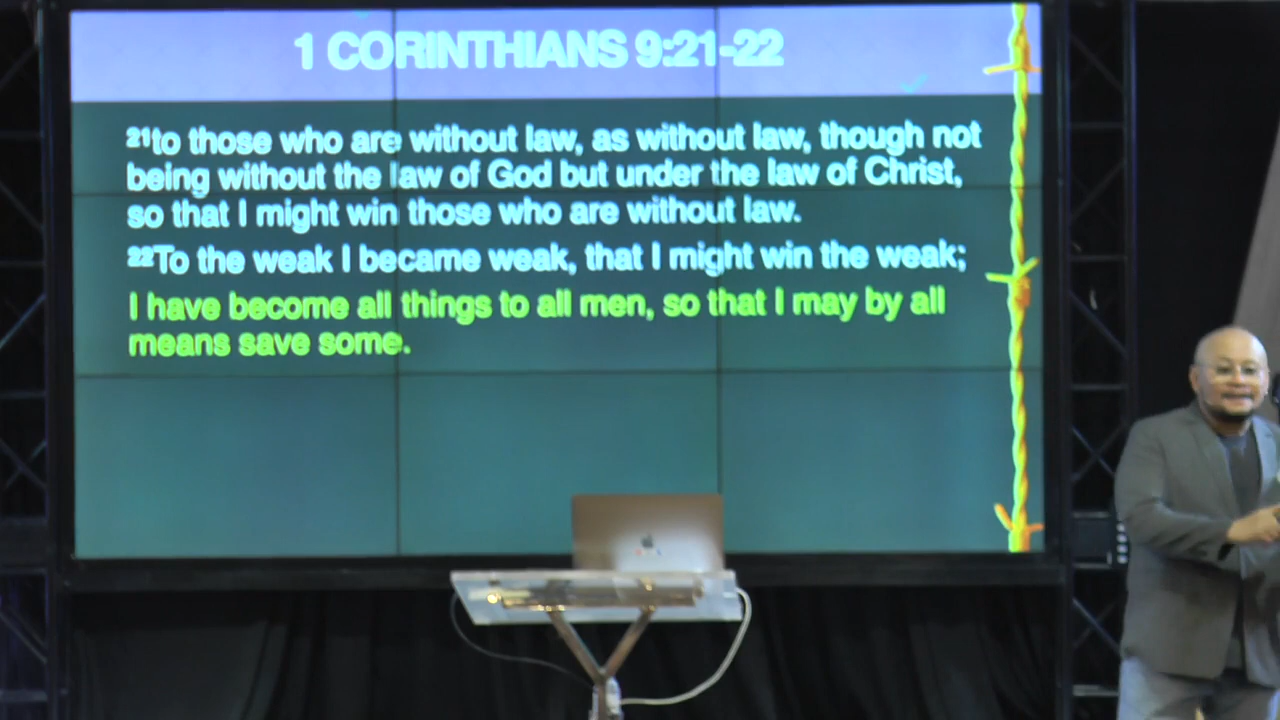 1 CORINTHIANS 9:21-22
21to those who are without law, as without law, though not
being without the law of God but under the law of Christ,
so that I might win those who are without law.
22To the weak I became weak, that I might win the weak;
I have become all things to all men, so that I may by all
means save some.